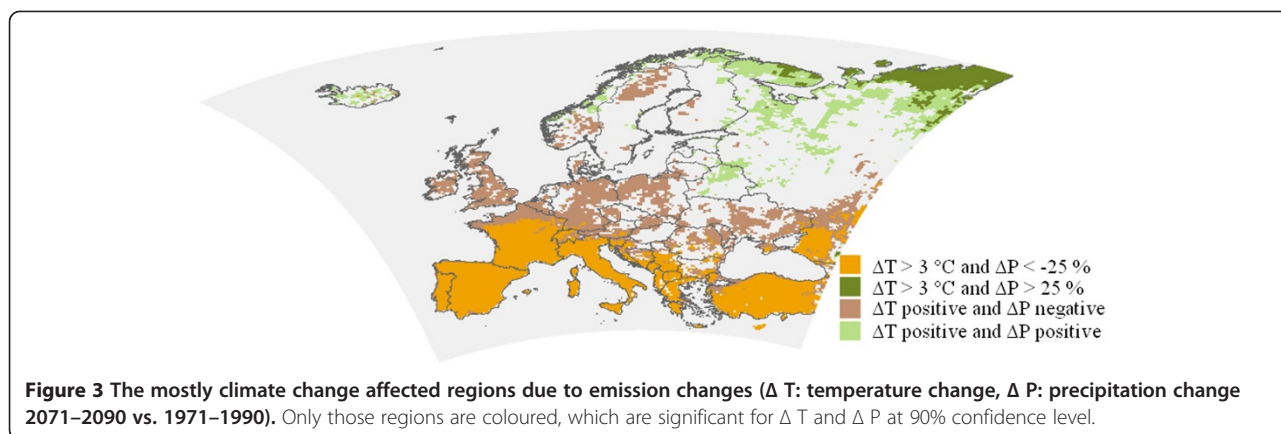 ΔT > 3 °C and ΔP < -25 %
ΔT > 3 °C and ΔP > 25 %
ΔT positive and ΔP negative
ΔT positive and ΔP positive
Figure 3 The mostly climate change affected regions due to emission changes (Δ T: temperature change, Δ P: precipitation change
2071–2090 vs. 1971–1990). Only those regions are coloured, which are significant for Δ T and Δ P at 90% confidence level.